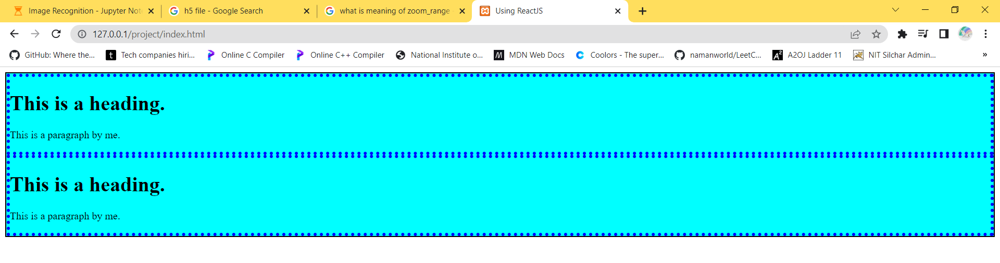 Image Recognition - Jupyter Not
h5 file - Google Search
what is meaning of zoom_range -
Using ReactJS
127.0.0.1/project/index.html
GitHub: Where the...
t
Tech companies hiri...
Online C Compiler
Online C++ Compiler
National Institute o...
M
MDN Web Docs
Coolors - The super...
namanworld/LeetC...
A2
A2OJ Ladder 11
NIT Silchar Admin...
»
This is a heading.
This is a paragraph by me.
This is a heading.
This is a paragraph by me.